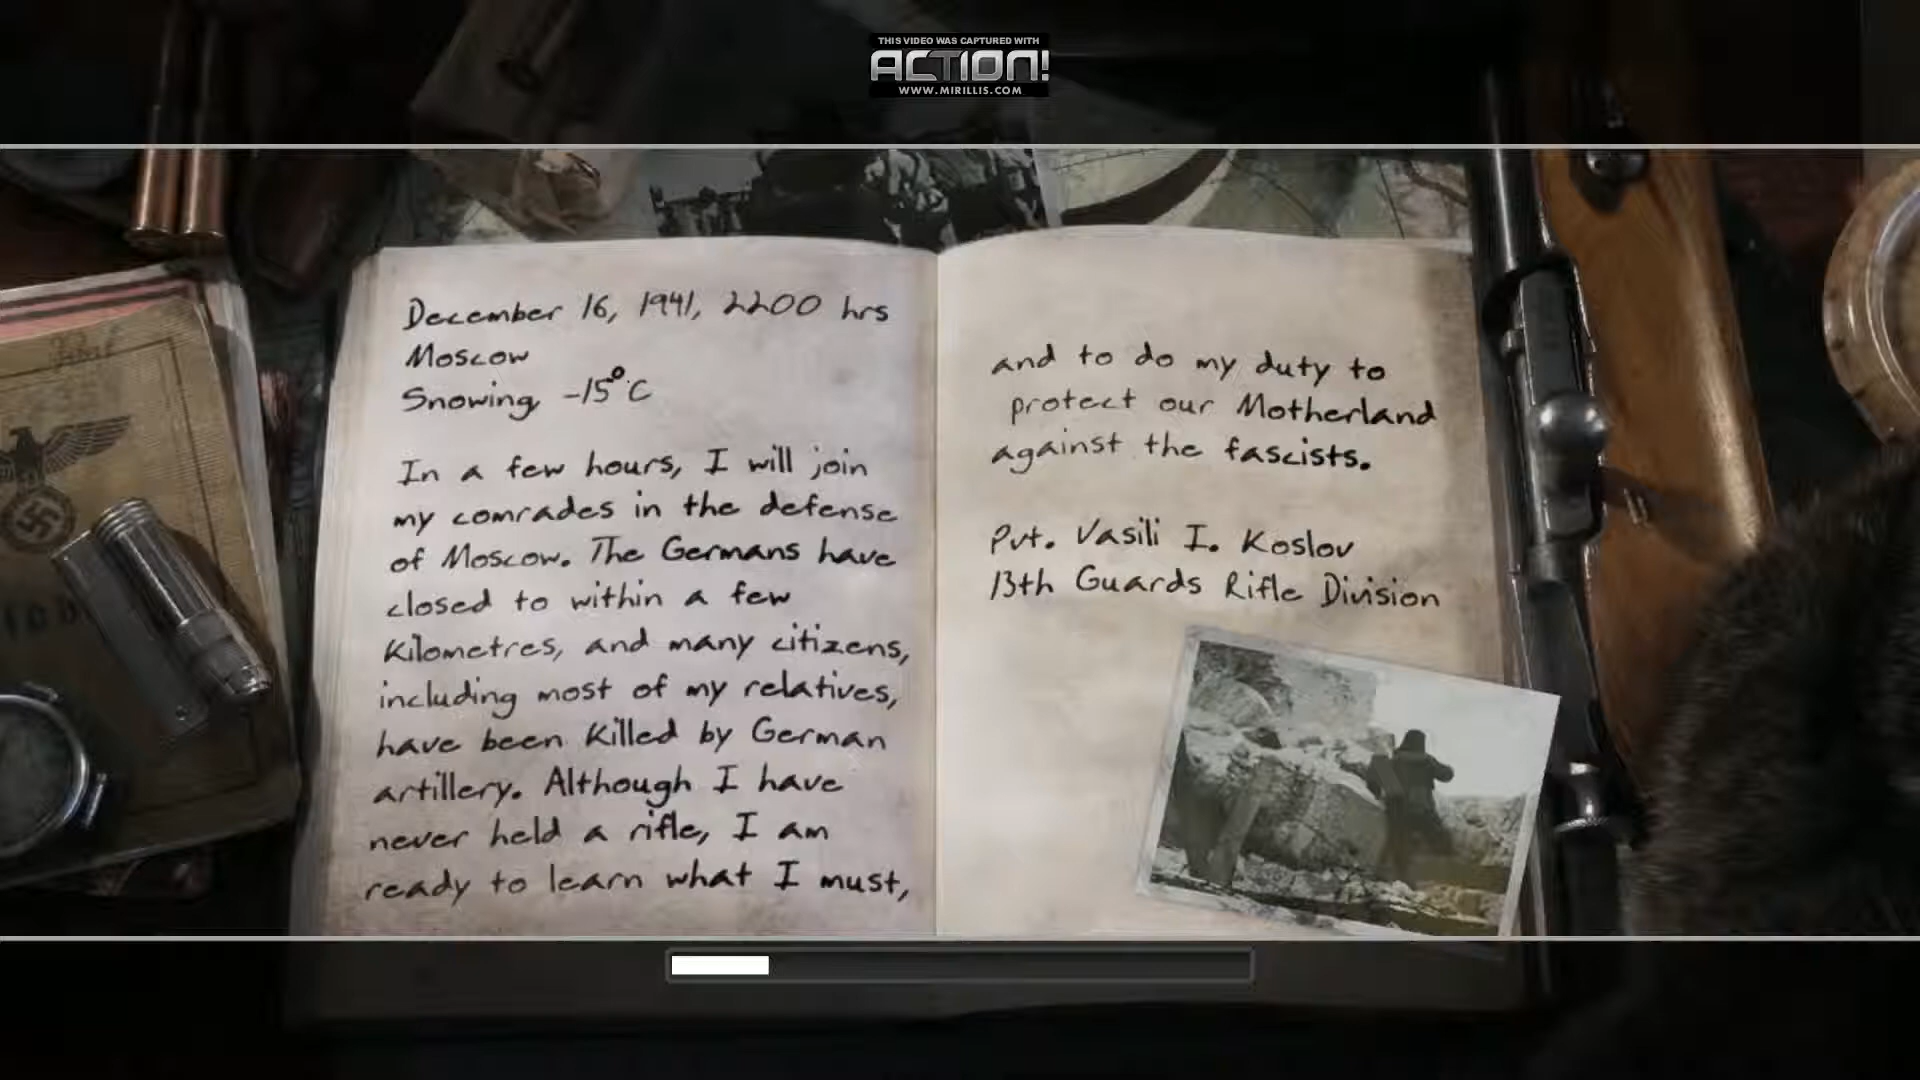 THIS VIDEO WAS CAPTURED WITH
ACTION!
WWW.MIRILLIS.COM
December 16, 1941, 2200 hrs
Moscow
Snowing, -15°C
In a few hours, I will join
my comrades in the defense
of Moscow. The Germans have
closed to within a few
kilometres, and many citizens,
including most of my relatives,
have been killed by German
artillery. Although I have
never held a rifle, I am
ready to learn what I must,
and to do my duty to
protect our Motherland
against the fascists.
Pvt. Vasili I. Koslov
13th Guards Rifle Division